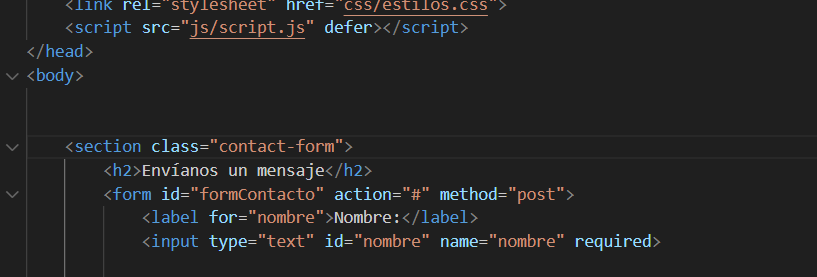 <link rel="stylesheet" href="css/estilos.css">
<script src="js/script.js" defer></script>
</head>
<body>
<section class="contact-form">
<h2>Envíanos un mensaje</h2>
<form id="formContacto" action="#" method="post">
<label for="nombre">Nombre:</label>
<input type="text" id="nombre" name="nombre" required>